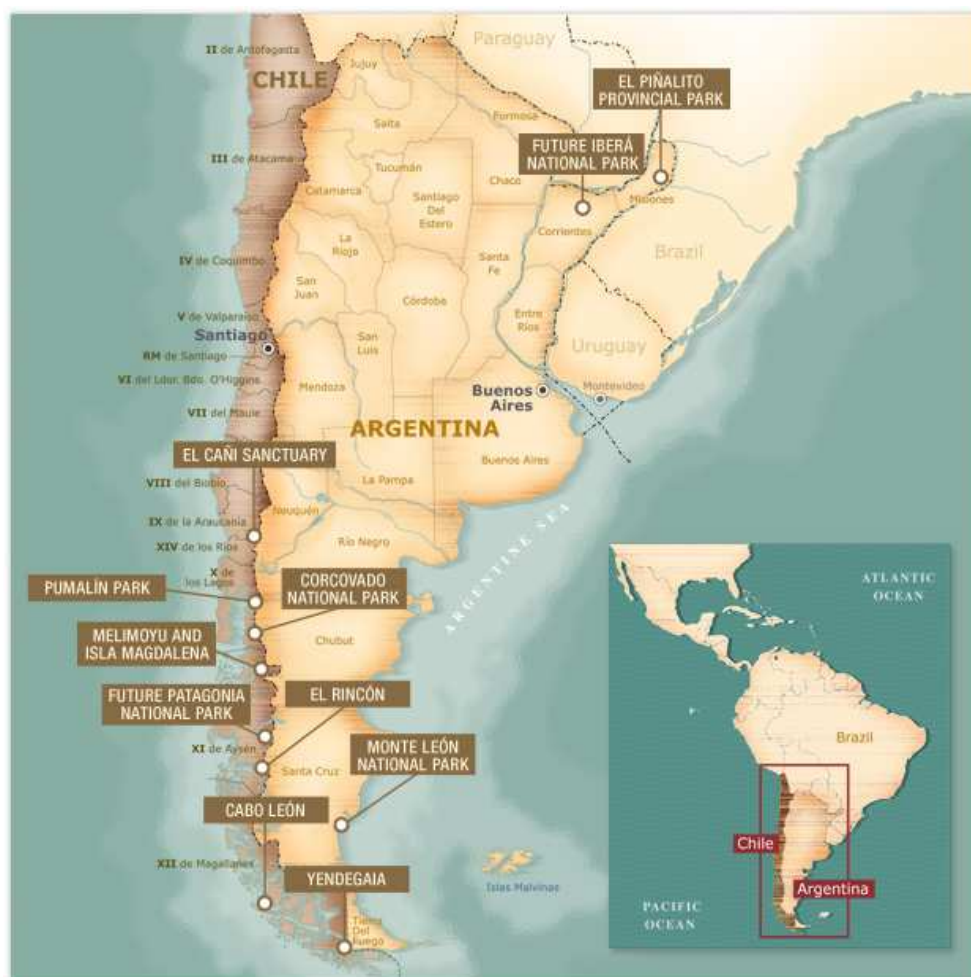 Paraguay
II de Antofagasta
CHILE
Jujuy
EL PIÑALITO
PROVINCIAL PARK
Salta
Formosa
FUTURE IBERÁ
NATIONAL PARK
III de Atacama
Tucumán
Chaco
Catamarca
Santiago
Del
Estero
Misiones
Corrientes
La
Rioja
Santa
Fe
Brazil
IV de Coquimbo
San
Juan
Córdoba
V de Valparaíso
Entre
Ríos
Santiago
San
Luis
Uruguay
RM de Santiago
VI del Ldor. Bdo. O'Higgins
Mendoza
Buenos
Aires
Montevideo
VII del Maule
ARGENTINA
EL CAÑI SANCTUARY
Buenos Aires
VIII del Biobío
La Pampa
Neuquén
IX de la Araucanía
XIV de los Ríos
Río Negro
ARGENTINE SEA
X de
los Lagos
PUMALÍN PARK
CORCOVADO
NATIONAL PARK
MELIMOYU AND
ISLA MAGDALENA
Chubut
FUTURE PATAGONIA
NATIONAL PARK
EL RINCÓN
XI de Aysén
Santa Cruz
MONTE LEÓN
NATIONAL PARK
CABO LEÓN
XII de Magallanes
YENDEGAIA
Islas Malvinas
Tierra
Del
Fuego
ATLANTIC
OCEAN
Brazil
Chile
Argentina
PACIFIC
OCEAN